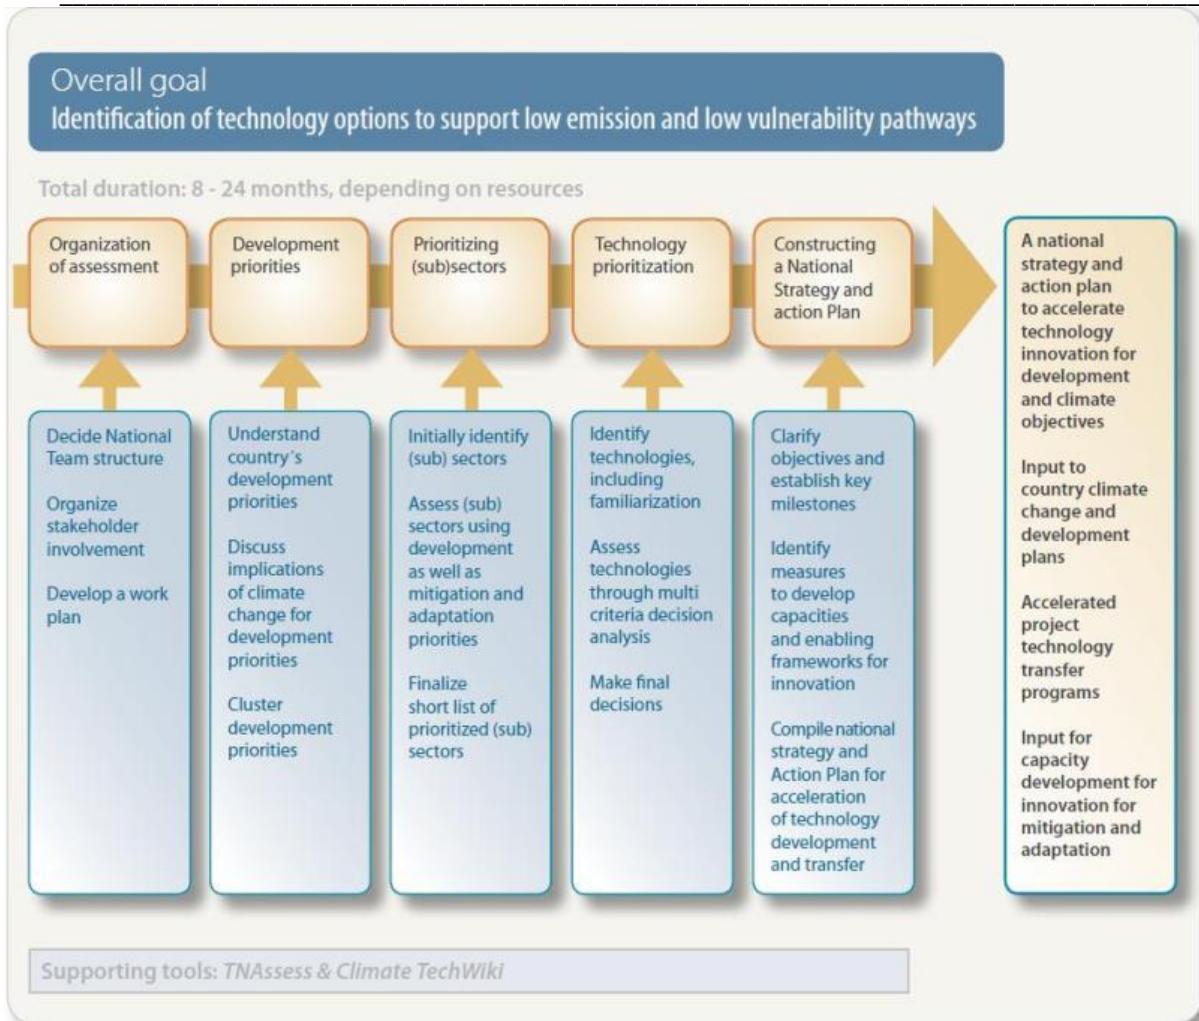 Overall goal
Identification of technology options to support low emission and low vulnerability pathways
Total duration: 8 - 24 months, depending on resources
Organization
of assessment
Development
priorities
Prioritizing
(sub)sectors
Technology
prioritization
Constructing
a National
Strategy and
action Plan
Decide National
Team structure
Organize
stakeholder
involvement
Develop a work
plan
Understand
country´s
development
priorities
Discuss
implications
of climate
change for
development
priorities
Cluster
development
priorities
Initially identify
(sub) sectors
Assess (sub)
sectors using
development
as well as
mitigation and
adaptation
priorities
Finalize
short list of
prioritized (sub)
sectors
Identify
technologies,
including
familiarization
Assess
technologies
through multi
criteria decision
analysis
Make final
decisions
Clarify
objectives and
establish key
milestones
Identify
measures
to develop
capacities
and enabling
frameworks for
innovation
Compile national
strategy and
Action Plan for
acceleration
of technology
development
and transfer
A national
strategy and
action plan
to accelerate
technology
innovation for
development
and climate
objectives
Input to
country climate
change and
development
plans
Accelerated
project
technology
transfer
programs
Input for
capacity
development for
innovation for
mitigation and
adaptation
Supporting tools: TNAssess & Climate TechWiki